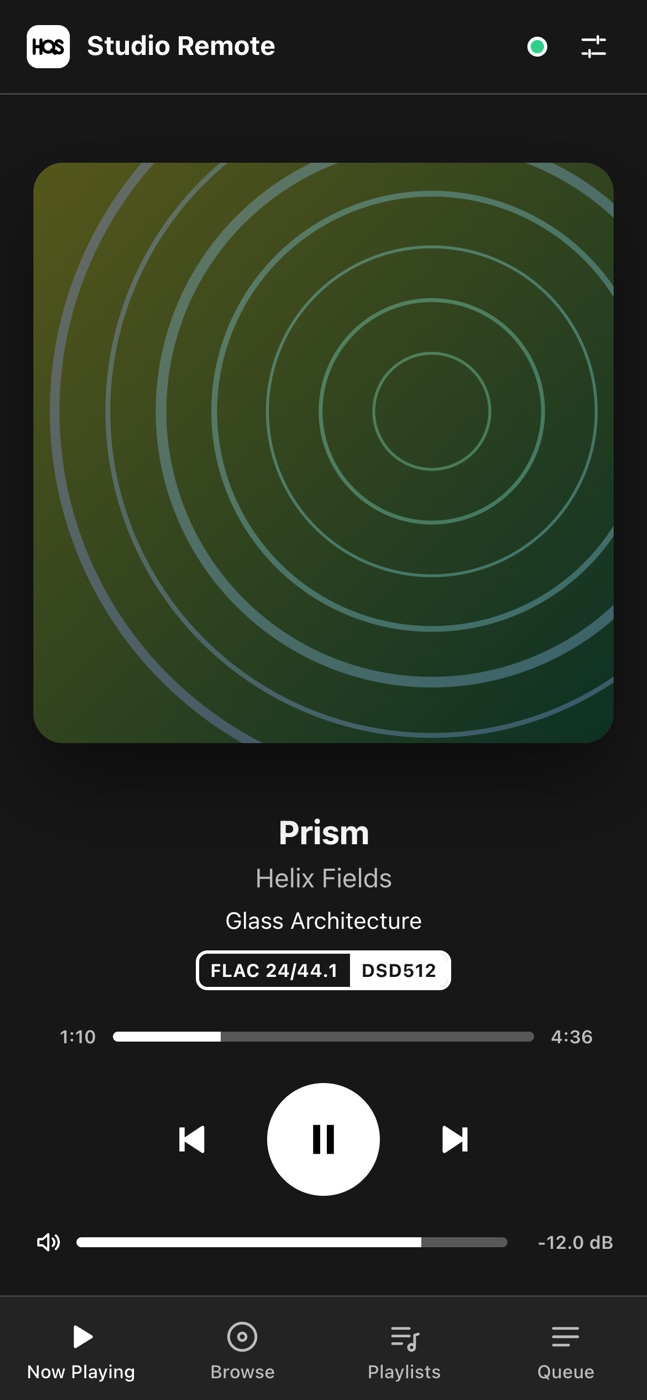 HQS Studio Remote
Prism
Helix Fields
Glass Architecture
FLAC 24/44.1 DSD512
1:10 4:36
-12.0 dB
Now Playing Browse Playlists Queue